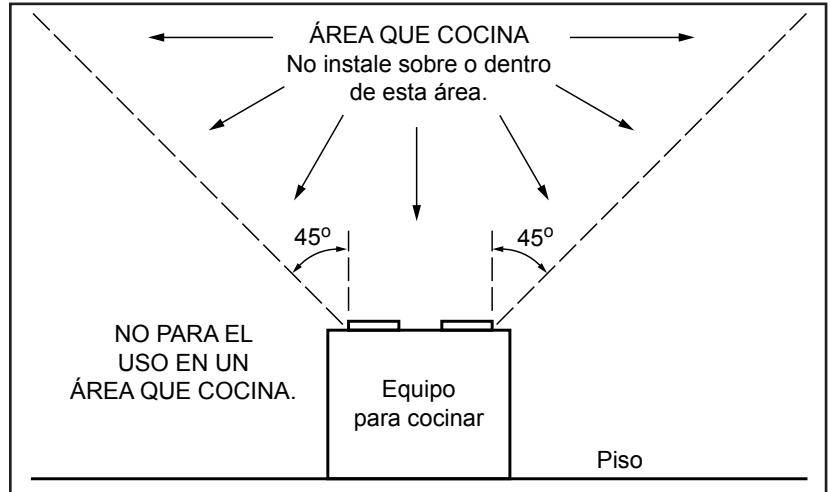 ÁREA QUE COCINA
No instale sobre o dentro
de esta área.
45º
45º
NO PARA EL
USO EN UN
ÁREA QUE COCINA.
Equipo
para cocinar
Piso